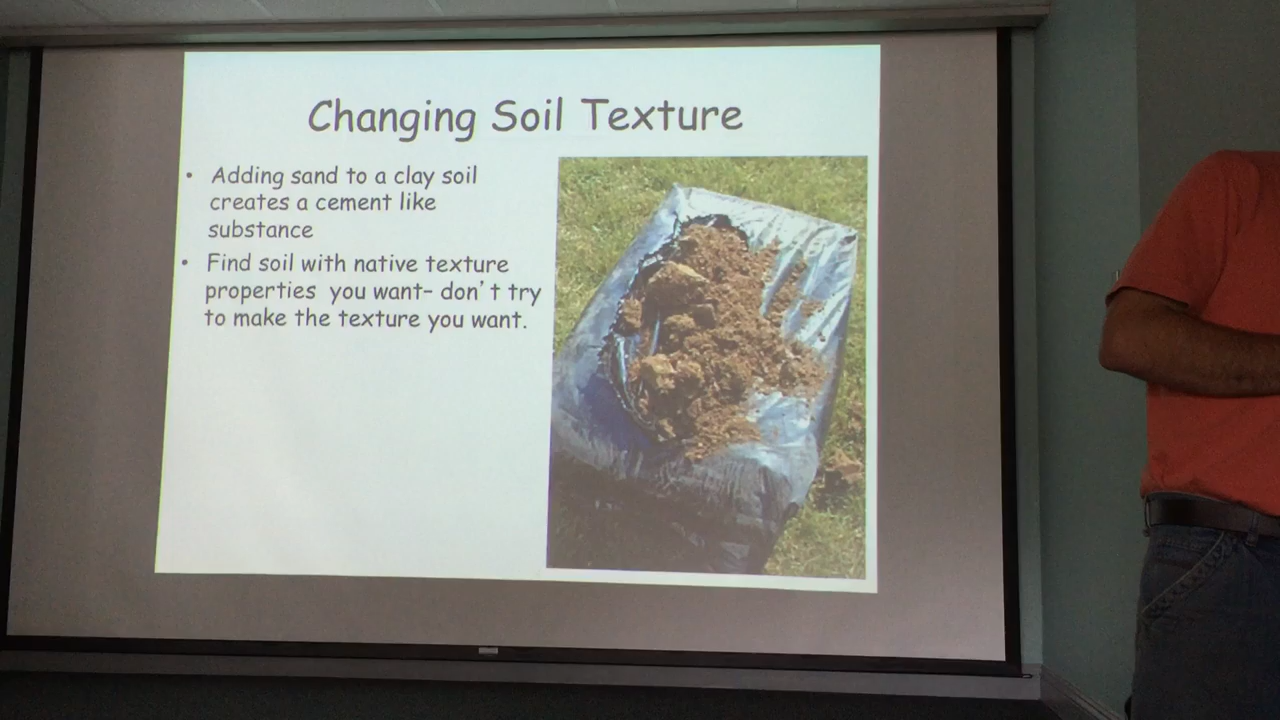 Changing Soil Texture
• Adding sand to a clay soil
creates a cement like
substance
• Find soil with native texture
properties you want– don’t try
to make the texture you want.